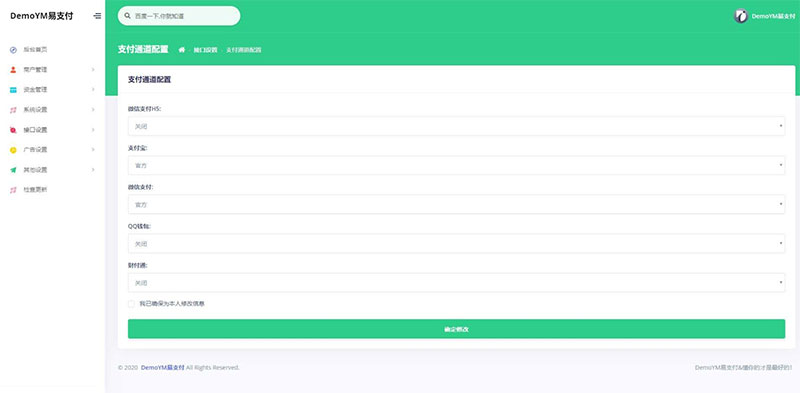 DemoYM易支付
百度一下,你就知道
DemoYM易支付
后台首页
商户管理
资金管理
系统设置
接口设置
广告设置
其他设置
检查更新
支付通道配置
接口设置
支付通道配置
支付通道配置
微信支付H5:
关闭
支付宝:
官方
微信支付:
官方
QQ钱包:
关闭
财付通:
关闭
我已确保为本人修改信息
确定修改
© 2020 DemoYM易支付 All Rights Reserved.
DemoYM易支付&懂你的才是最好的!